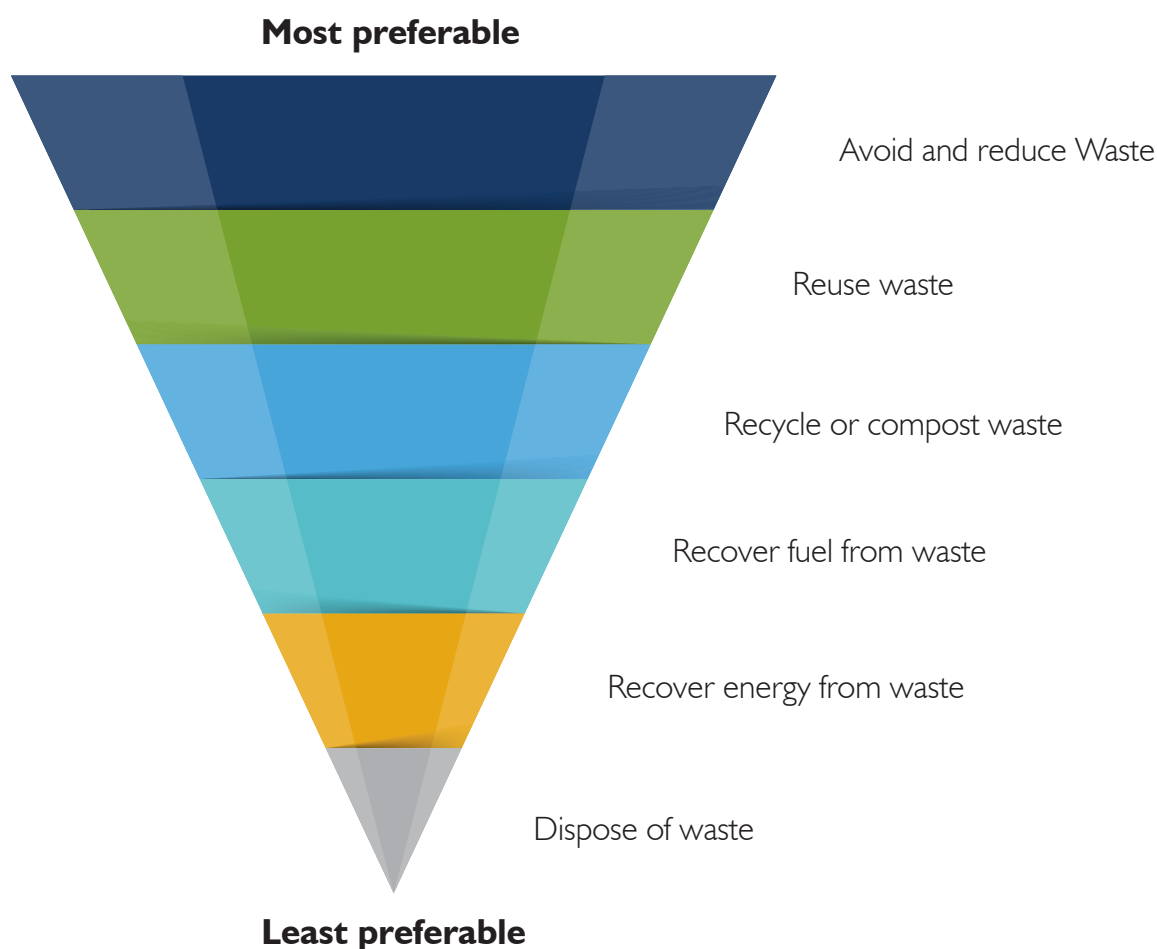 Most preferable
Avoid and reduce Waste
Reuse waste
Recycle or compost waste
Recover fuel from waste
Recover energy from waste
Dispose of waste
Least preferable